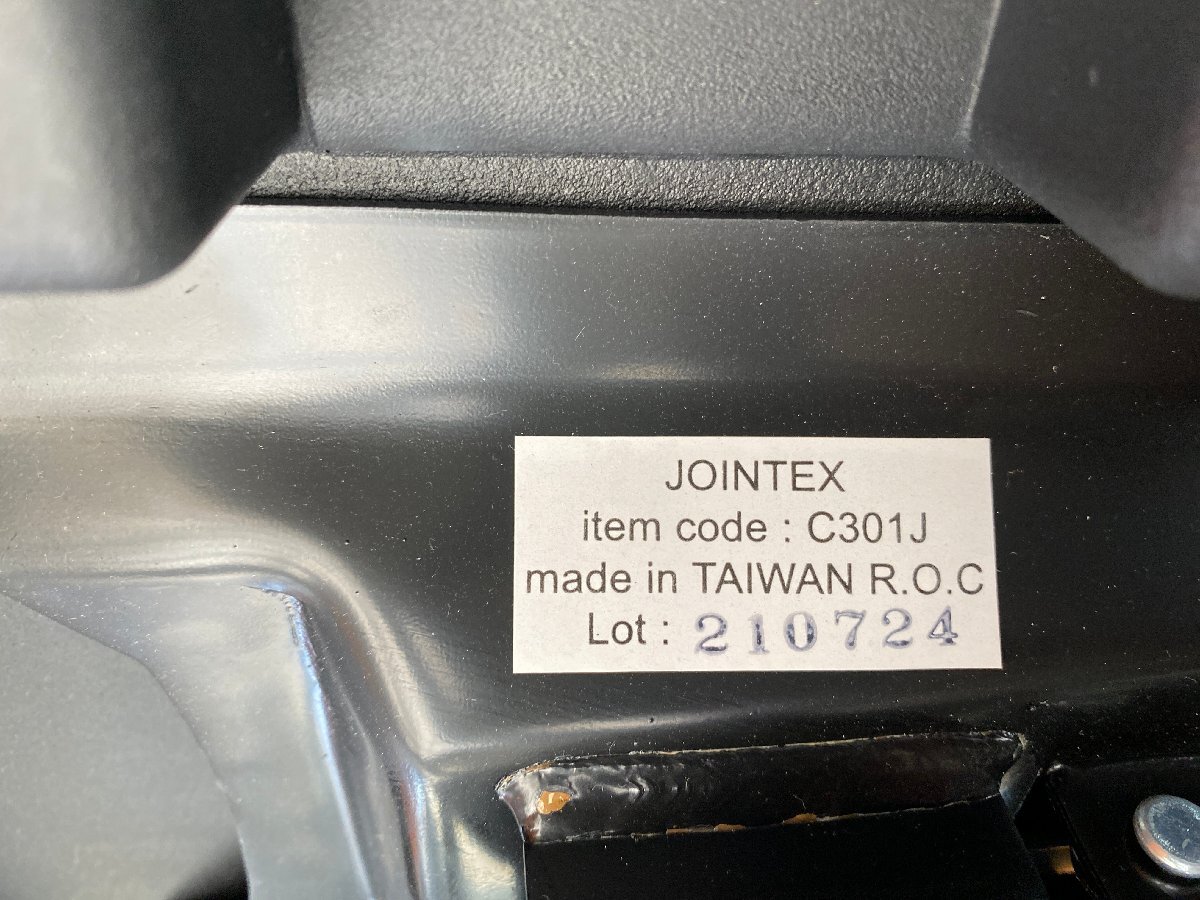 JOINTEX
item code : C301J
made in TAIWAN R.O.C
Lot : 210724